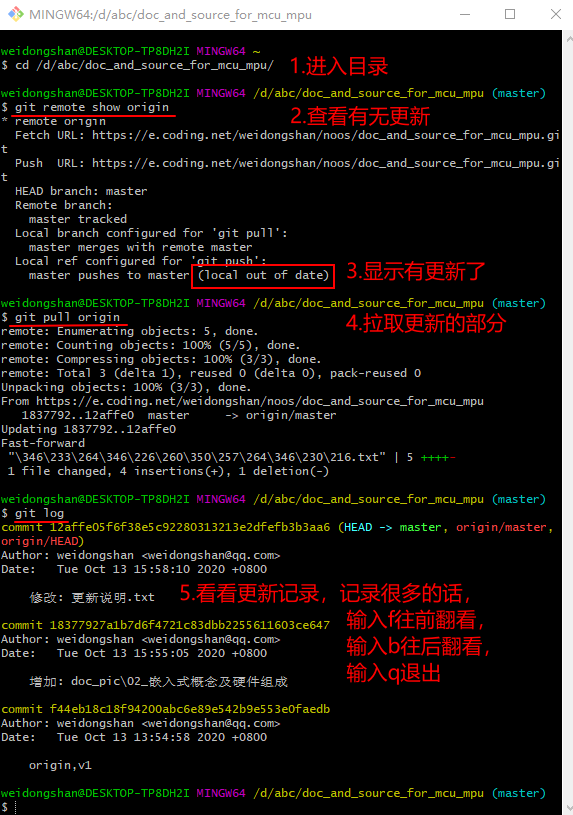 MINGW64:/d/abc/doc_and_source_for_mcu_mpu
weidongshan@DESKTOP-TP8DH2I MINGW64 ~
$ cd /d/abc/doc_and_source_for_mcu_mpu/
1.进入目录
weidongshan@DESKTOP-TP8DH2I MINGW64 /d/abc/doc_and_source_for_mcu_mpu (master)
$ git remote show origin
2.查看有无更新
* remote origin
Fetch URL: https://e.coding.net/weidongshan/noos/doc_and_source_for_mcu_mpu.gi
t
Push  URL: https://e.coding.net/weidongshan/noos/doc_and_source_for_mcu_mpu.gi
t
HEAD branch: master
Remote branch:
master tracked
Local branch configured for 'git pull':
master merges with remote master
Local ref configured for 'git push':
master pushes to master (local out of date)
3.显示有更新了
weidongshan@DESKTOP-TP8DH2I MINGW64 /d/abc/doc_and_source_for_mcu_mpu (master)
$ git pull origin
4.拉取更新的部分
remote: Enumerating objects: 5, done.
remote: Counting objects: 100% (5/5), done.
remote: Compressing objects: 100% (3/3), done.
remote: Total 3 (delta 1), reused 0 (delta 0), pack-reused 0
Unpacking objects: 100% (3/3), done.
From https://e.coding.net/weidongshan/noos/doc_and_source_for_mcu_mpu
1837792..12affe0  master     -> origin/master
Updating 1837792..12affe0
Fast-forward
"\346\233\264\346\226\260\350\257\264\346\230\216.txt" | 5 ++++-
1 file changed, 4 insertions(+), 1 deletion(-)
weidongshan@DESKTOP-TP8DH2I MINGW64 /d/abc/doc_and_source_for_mcu_mpu (master)
$ git log
commit 12affe05f6f38e5c92280313213e2dfefb3b3aa6 (HEAD -> master, origin/master,
origin/HEAD)
Author: weidongshan <weidongshan@qq.com>
Date:   Tue Oct 13 15:58:10 2020 +0800
修改: 更新说明.txt
5.看看更新记录，记录很多的话，
输入f往前翻看，
输入b往后翻看，
输入q退出
commit 18377927a1b7d6f4721c83dbb2255611603ce647
Author: weidongshan <weidongshan@qq.com>
Date:   Tue Oct 13 15:55:05 2020 +0800
增加: doc_pic\02_嵌入式概念及硬件组成
commit f44eb18c18f94200abc6e89e542b9e553e0faedb
Author: weidongshan <weidongshan@qq.com>
Date:   Tue Oct 13 13:54:58 2020 +0800
origin,v1
weidongshan@DESKTOP-TP8DH2I MINGW64 /d/abc/doc_and_source_for_mcu_mpu (master)
$